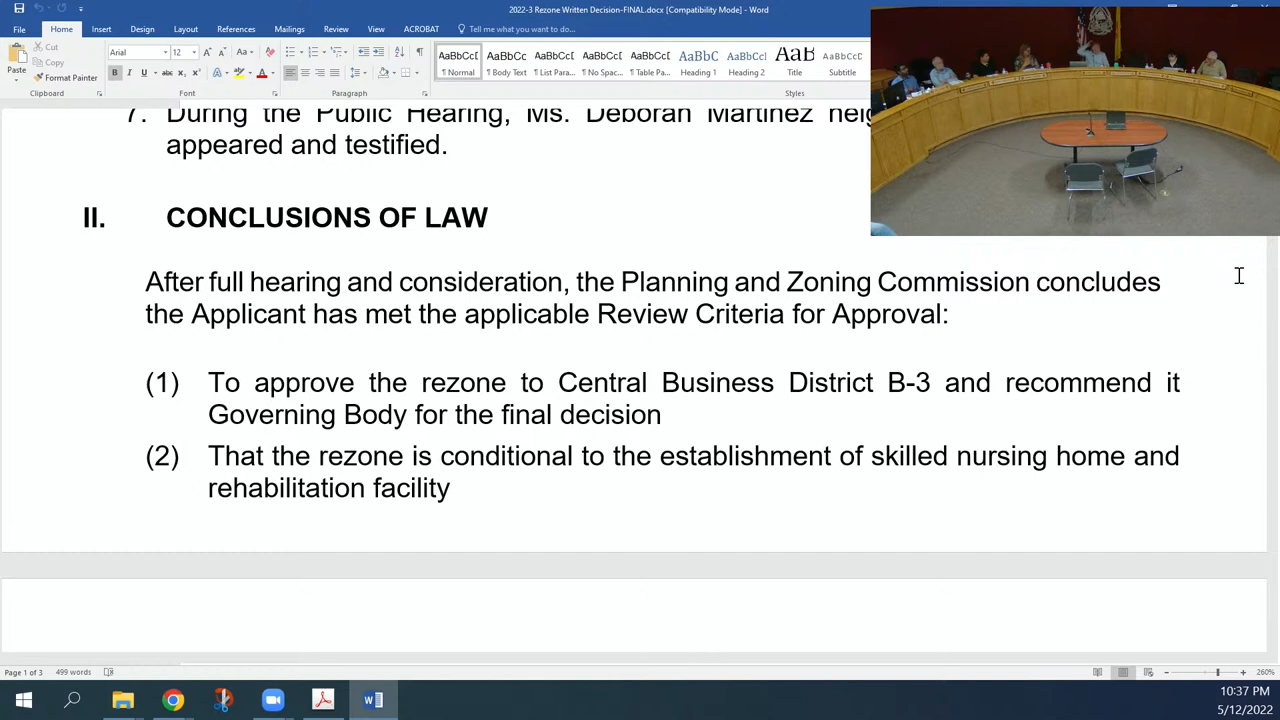 2022-3 Rezone Written Decision-FINAL.docx [Compatibility Mode] - Word
File Home Insert Design Layout References Mailings Review View ACROBAT Tell me what you want to do...
Cut
Copy
Format Painter
Paste
Clipboard
Arial 12
Font
Paragraph
AaBbCcD AaBbCcD AaBbCcD AaBbCcD AaBbCcD AaBbC AaBbCcD AaB AaBbCcD
¶ Normal ¶ Body Text ¶ List Para... ¶ No Spac... ¶ Table Pa... Heading 1 Heading 2 Title Subtitle
Styles
7. During the Public Hearing, Ms. Deborah Martinez
appeared and testified.
II. CONCLUSIONS OF LAW
After full hearing and consideration, the Planning and Zoning Commission concludes
the Applicant has met the applicable Review Criteria for Approval:
(1) To approve the rezone to Central Business District B-3 and recommend it
Governing Body for the final decision
(2) That the rezone is conditional to the establishment of skilled nursing home and
rehabilitation facility
Page 1 of 3 499 words
260%
10:37 PM
5/12/2022